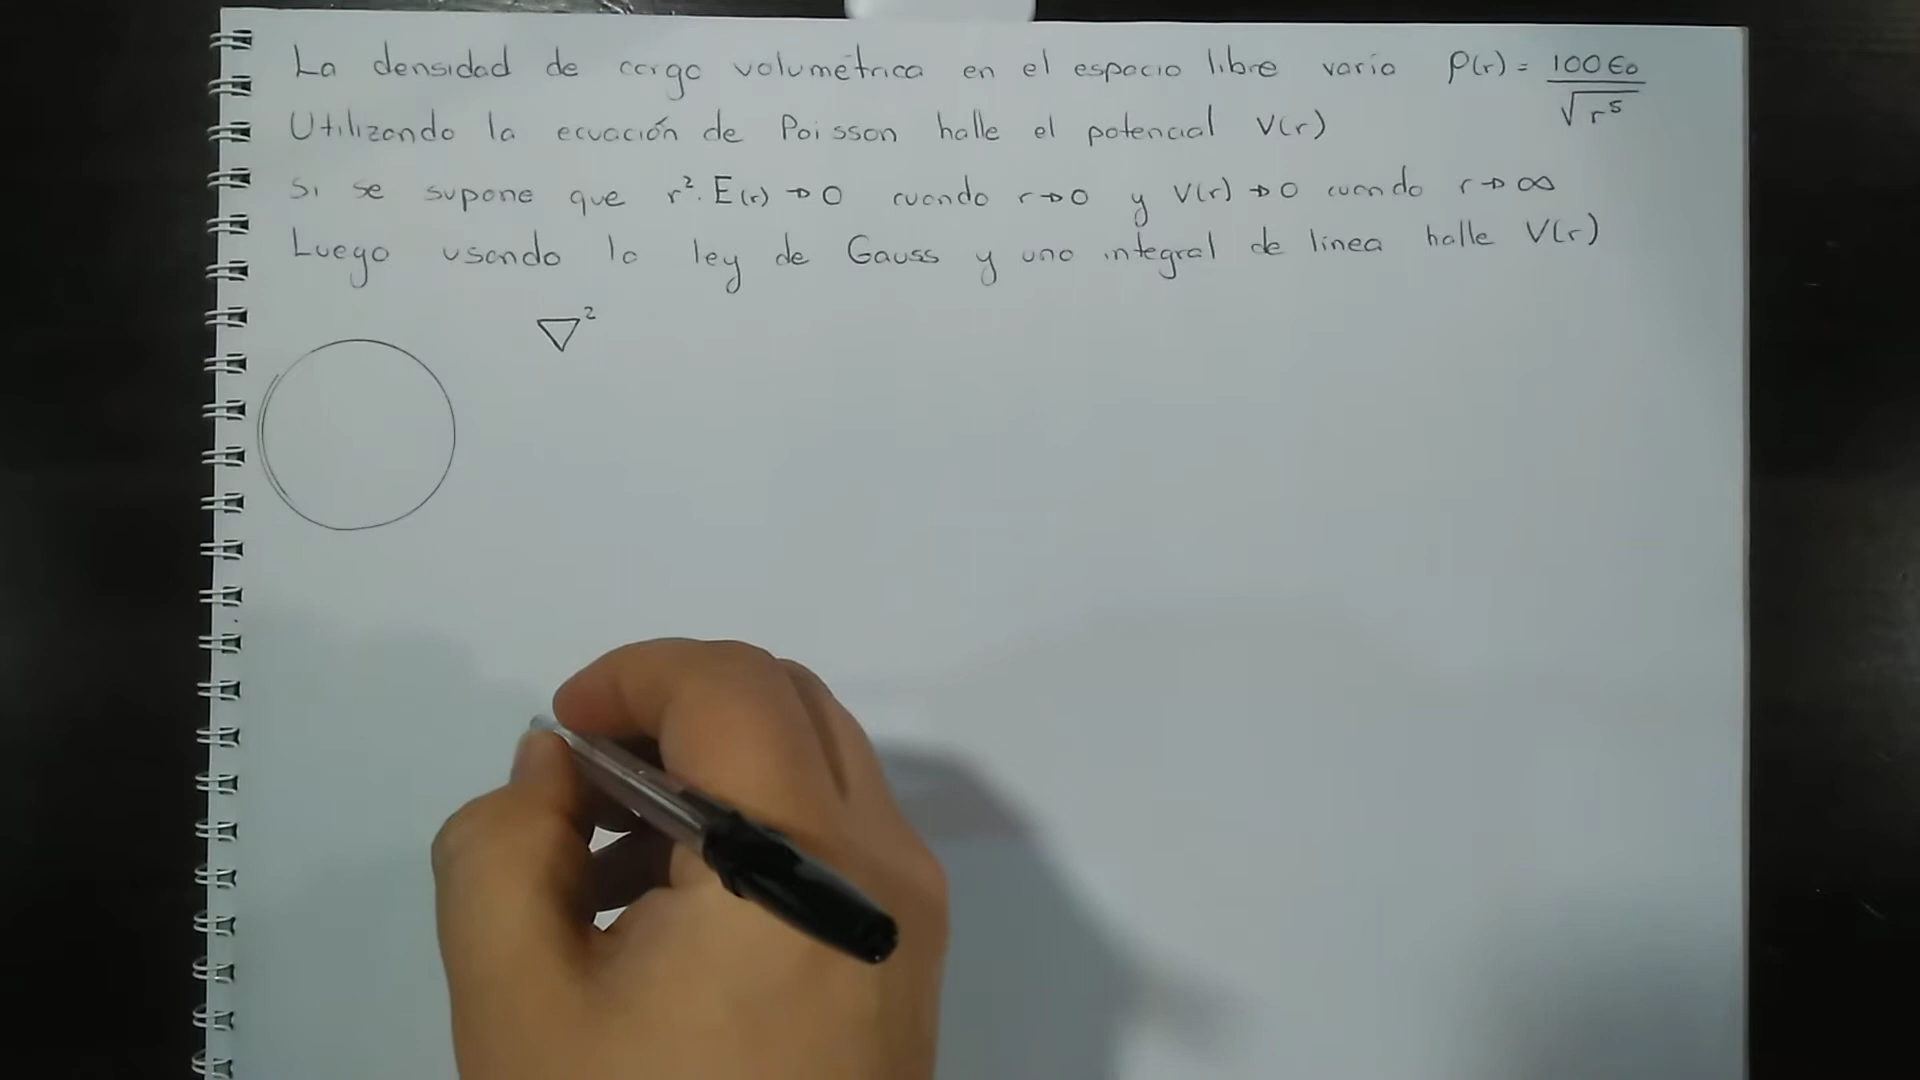 La densidad de carga volumétrica en el espacio libre varia ρ(r) = 100ϵ₀ / √r⁵
Utilizando la ecuación de Poisson halle el potencial V(r)
Si se supone que r². E(r) → 0 cuando r → 0 y V(r) → 0 cuando r → ∞
Luego usando la ley de Gauss y una integral de linea halle V(r)
∇²